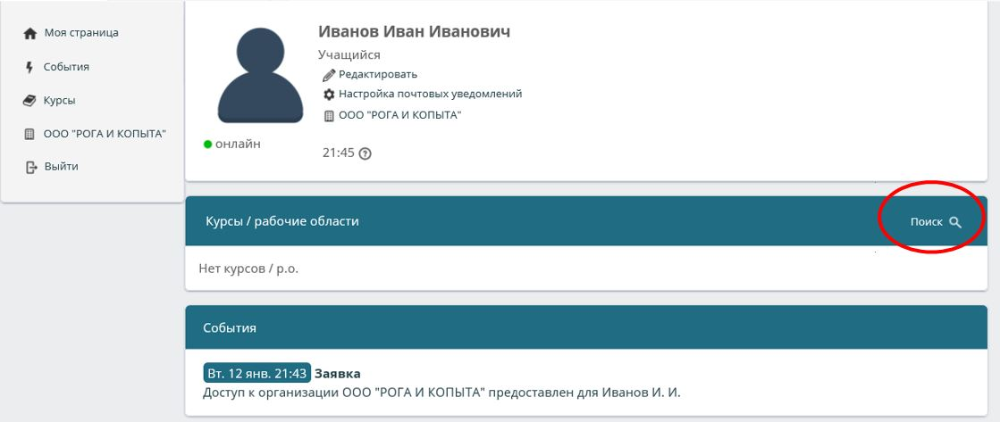 Моя страница
События
Курсы
ООО "РОГА И КОПЫТА"
Выйти
Иванов Иван Иванович
Учащийся
Редактировать
Настройка почтовых уведомлений
ООО "РОГА И КОПЫТА"
онлайн
21:45 ?
Курсы / рабочие области
Поиск
Нет курсов / р.о.
События
Вт. 12 янв. 21:43 Заявка
Доступ к организации ООО "РОГА И КОПЫТА" предоставлен для Иванов И. И.